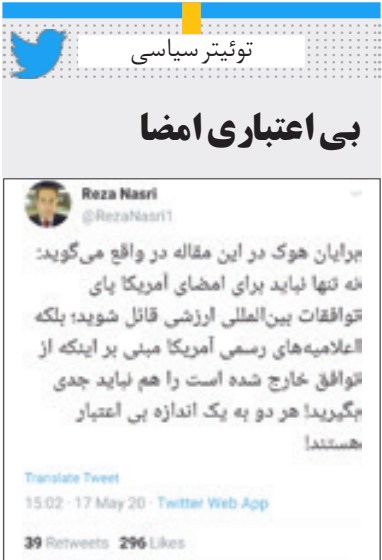 توئیتر سیاسی
بی اعتباری امضا
Reza Nasri
@RezaNasri1
برایان هوک در این مقاله در واقع می‌گوید:
نه تنها نباید برای امضای آمریکا پای
توافقات بین‌المللی ارزشی قائل شوید؛ بلکه
اعلامیه‌های رسمی آمریکا مبنی بر اینکه از
توافق خارج شده است را هم نباید جدی
بگیرید! هر دو به یک اندازه بی اعتبار
هستند!
Translate Tweet
15:02 · 17 May 20 · Twitter Web App
39 Retweets 296 Likes